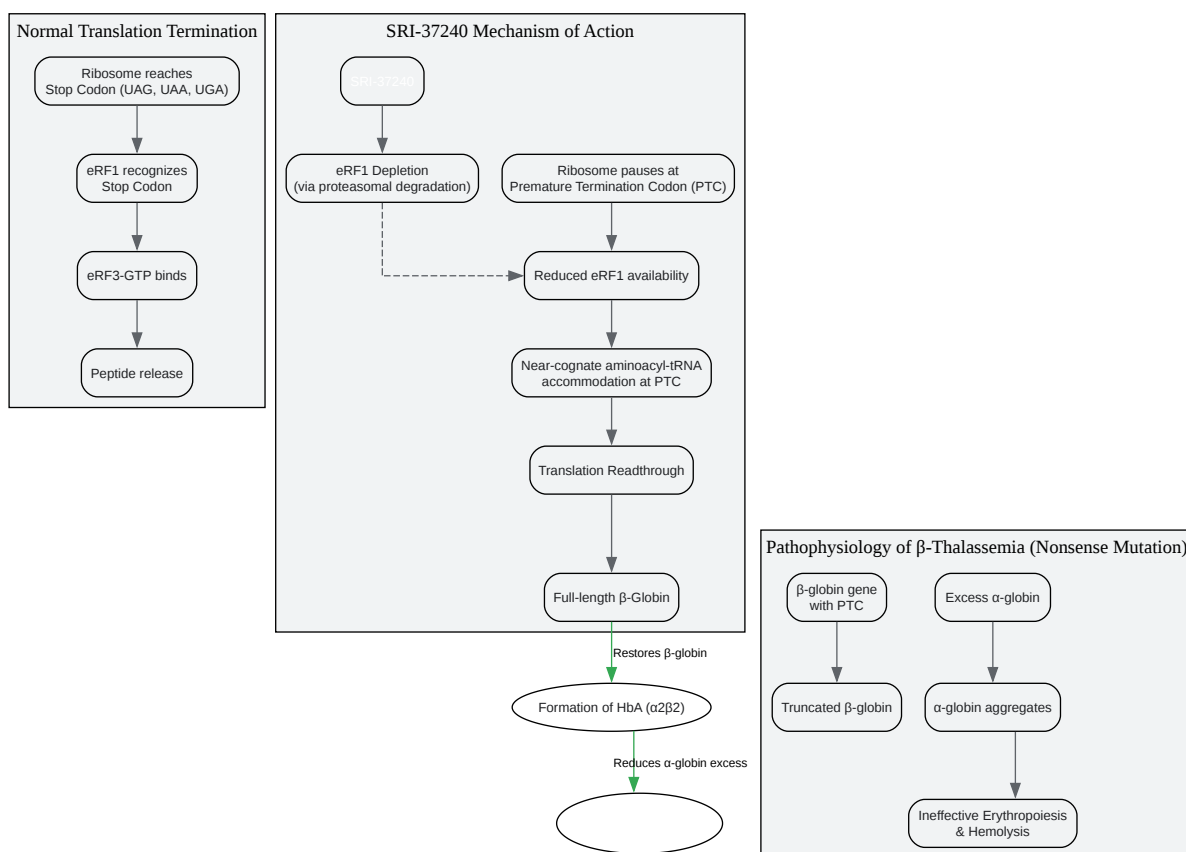 Normal Translation Termination
Ribosome reaches
Stop Codon (UAG, UAA, UGA)
eRF1 recognizes
Stop Codon
eRF3-GTP binds
Peptide release
SRI-37240 Mechanism of Action
SRI-37240
eRF1 Depletion
(via proteasomal degradation)
Ribosome pauses at
Premature Termination Codon (PTC)
Reduced eRF1 availability
Near-cognate aminoacyl-tRNA
accommodation at PTC
Translation Readthrough
Full-length β-Globin
Restores β-globin
Formation of HbA (α2β2)
Reduces α-globin excess
Pathophysiology of β-Thalassemia (Nonsense Mutation)
β-globin gene
with PTC
Truncated β-globin
Excess α-globin
α-globin aggregates
Ineffective Erythropoiesis
& Hemolysis